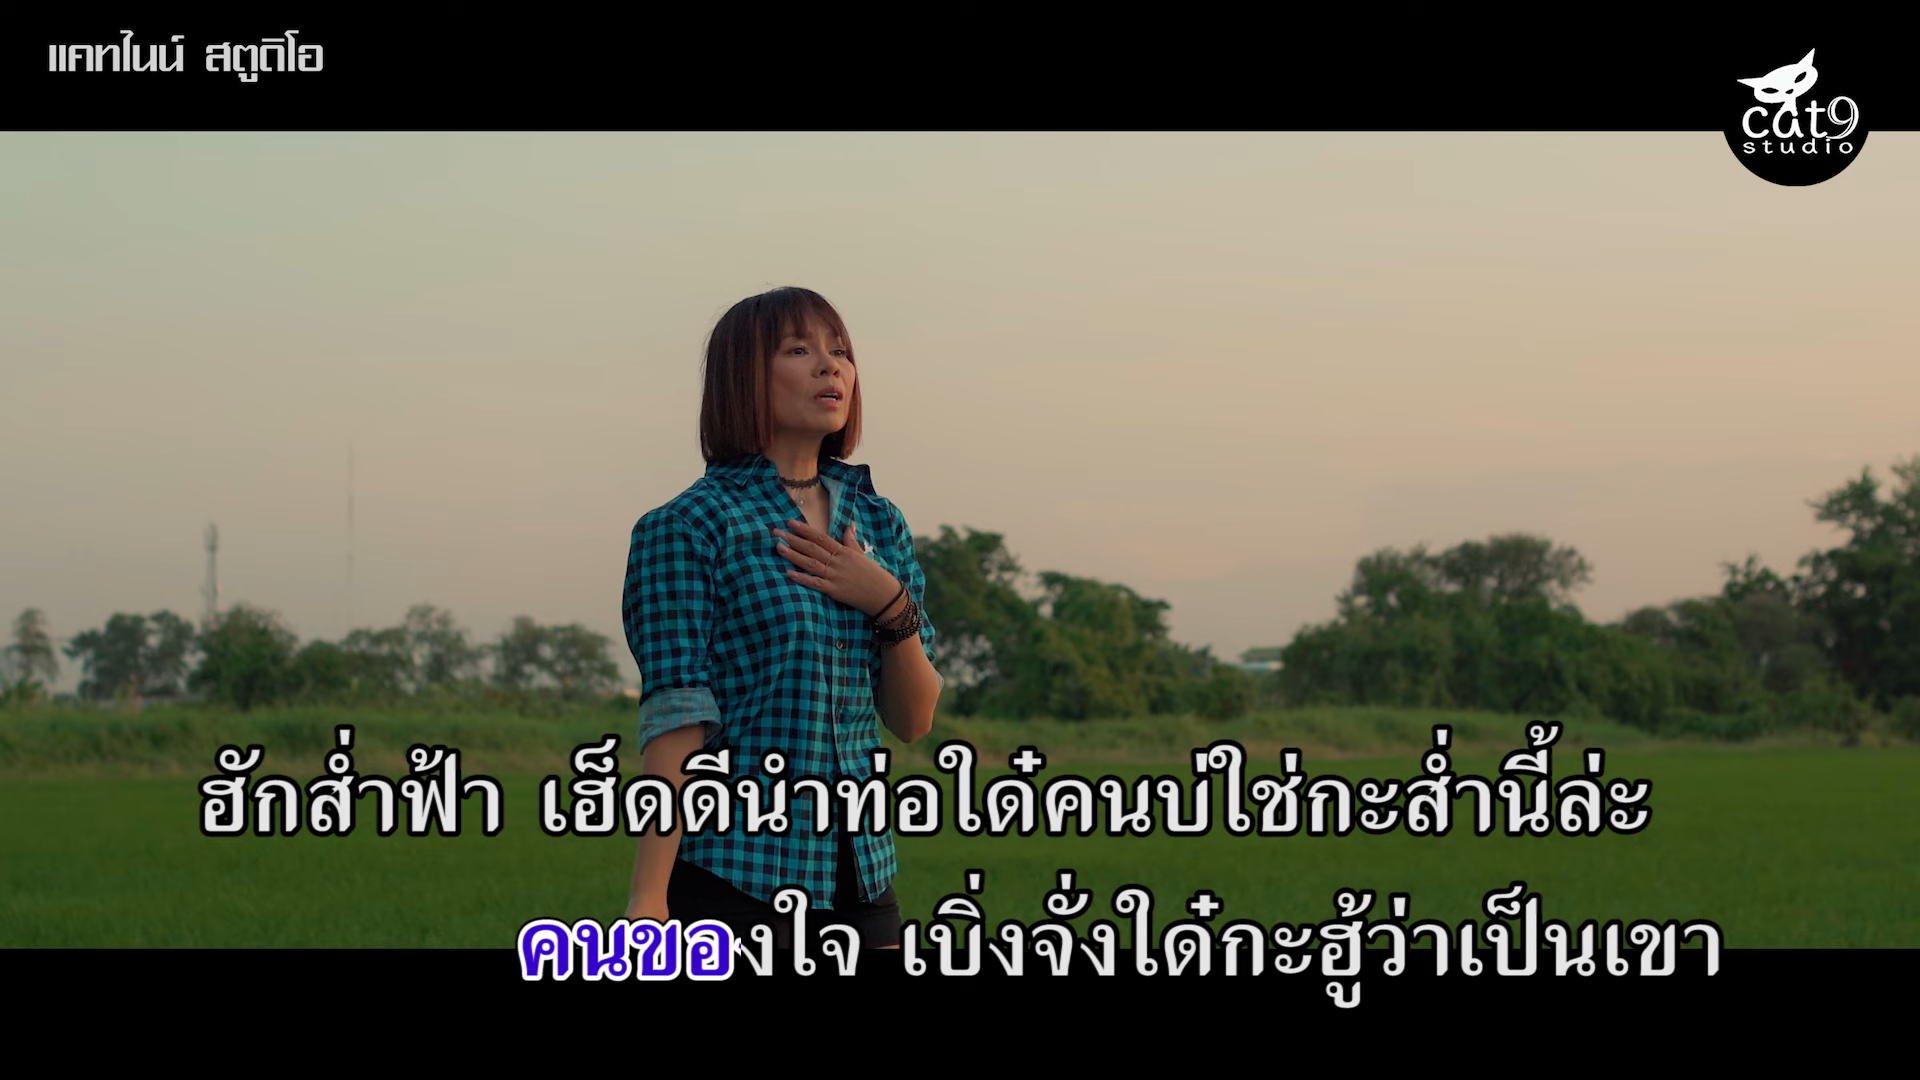 แคทไนน์ สตูดิโอ
cat9
studio
ฮักส่ำฟ้า เฮ็ดดีนำท่อใด๋คนบ่ใช่กะส่ำนี้ล่ะ
คนของใจ เบิ่งจั่งใด๋กะฮู้ว่าเป็นเขา